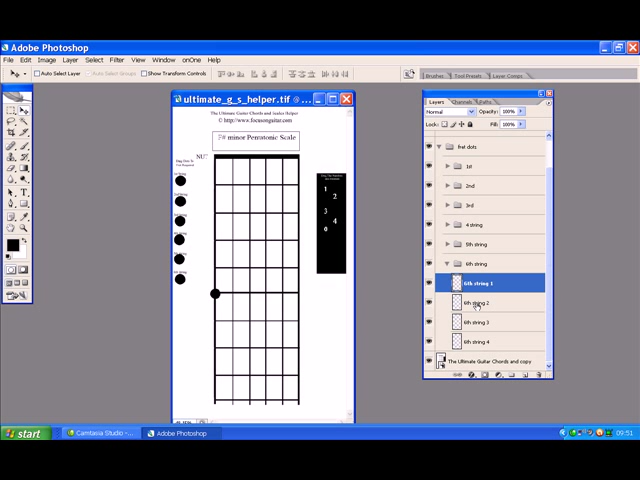 Adobe Photoshop
File Edit Image Layer Select Filter View Window onOne Help
Auto Select Layer Auto Select Groups Show Transform Controls
Brushes Tool Presets Layer Comps
ultimate_g_s_helper.tif @ ...
The Ultimate Guitar Chords and Scales Helper
© http://www.focusonguitar.com
F# minor Pentatonic Scale
NUT
1
2
3
4
0
Layers Channels Paths
Normal Opacity: 100%
Lock: Fill: 100%
fret dots
1st
2nd
3rd
4 string
5th string
6th string
6th string 1
6th string 2
6th string 3
6th string 4
The Ultimate Guitar Chords and copy
start Camtasia Studio - ... Adobe Photoshop 09:51